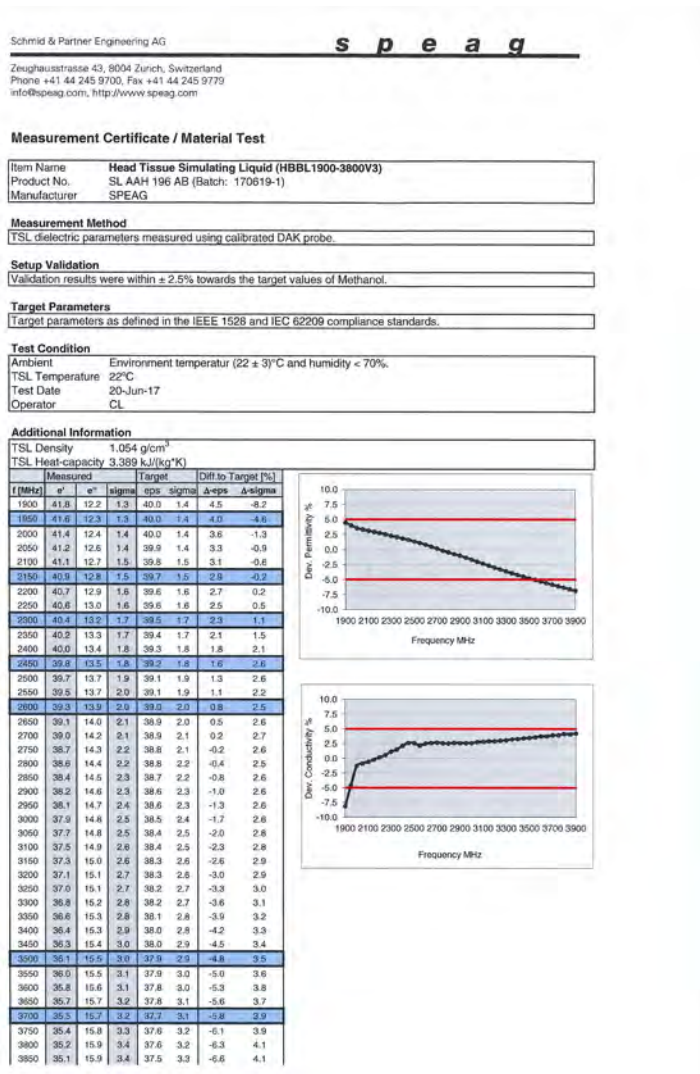 Schmid & Partner Engineering AG s p e a g
Zeughausstrasse 43, 8004 Zurich, Switzerland
Phone +41 44 245 9700, Fax +41 44 245 9779
info@speag.com, http://www.speag.com
Measurement Certificate / Material Test
Item Name Head Tissue Simulating Liquid (HBBL1900-3800V3)
Product No. SL AAH 196 AB (Batch: 170619-1)
Manufacturer SPEAG
Measurement Method
TSL dielectric parameters measured using calibrated DAK probe.
Setup Validation
Validation results were within ± 2.5% towards the target values of Methanol.
Target Parameters
Target parameters as defined in the IEEE 1528 and IEC 62209 compliance standards.
Test Condition
Ambient Environment temperatur (22 ± 3)°C and humidity < 70%.
TSL Temperature 22°C
Test Date 20-Jun-17
Operator CL
Additional Information
TSL Density 1.054 g/cm³
TSL Heat-capacity 3.389 kJ/(kg*K)
Measured Target Diff.to Target [%]
f [MHz] e' e" sigma eps sigma Δ-eps Δ-sigma
1900 41.8 12.2 1.3 40.0 1.4 4.5 -8.2
1950 41.6 12.3 1.3 40.0 1.4 4.0 -4.6
2000 41.4 12.4 1.4 40.0 1.4 3.6 -1.3
2050 41.2 12.6 1.4 39.9 1.4 3.3 -0.9
2100 41.1 12.7 1.5 39.8 1.5 3.1 -0.6
2150 40.9 12.8 1.5 39.7 1.5 2.9 -0.2
2200 40.7 12.9 1.6 39.6 1.6 2.7 0.2
2250 40.6 13.0 1.6 39.6 1.6 2.5 0.5
2300 40.4 13.2 1.7 39.5 1.7 2.3 1.1
2350 40.2 13.3 1.7 39.4 1.7 2.1 1.5
2400 40.0 13.4 1.8 39.3 1.8 1.8 2.1
2450 39.8 13.5 1.8 39.2 1.8 1.6 2.6
2500 39.7 13.7 1.9 39.1 1.9 1.3 2.6
2550 39.5 13.7 2.0 39.1 1.9 1.1 2.2
2600 39.3 13.9 2.0 39.0 2.0 0.8 2.5
2650 39.1 14.0 2.1 38.9 2.0 0.5 2.6
2700 39.0 14.2 2.1 38.9 2.1 0.2 2.7
2750 38.7 14.3 2.2 38.8 2.1 -0.2 2.6
2800 38.6 14.4 2.2 38.8 2.2 -0.4 2.5
2850 38.4 14.5 2.3 38.7 2.2 -0.8 2.6
2900 38.2 14.6 2.3 38.6 2.3 -1.0 2.6
2950 38.1 14.7 2.4 38.6 2.3 -1.3 2.6
3000 37.9 14.8 2.5 38.5 2.4 -1.7 2.6
3050 37.7 14.8 2.5 38.4 2.5 -2.0 2.8
3100 37.5 14.9 2.6 38.4 2.5 -2.3 2.8
3150 37.3 15.0 2.6 38.3 2.6 -2.6 2.9
3200 37.1 15.1 2.7 38.3 2.6 -3.0 2.9
3250 37.0 15.1 2.7 38.2 2.7 -3.3 3.0
3300 36.8 15.2 2.8 38.2 2.7 -3.6 3.1
3350 36.6 15.3 2.8 38.1 2.8 -3.9 3.2
3400 36.4 15.3 2.9 38.0 2.8 -4.2 3.3
3450 36.3 15.4 3.0 38.0 2.9 -4.5 3.4
3500 36.1 15.5 3.0 37.9 2.9 -4.8 3.5
3550 36.0 15.5 3.1 37.9 3.0 -5.0 3.6
3600 35.8 15.6 3.1 37.8 3.0 -5.3 3.8
3650 35.7 15.7 3.2 37.8 3.1 -5.6 3.7
3700 35.5 15.7 3.2 37.7 3.1 -5.8 3.9
3750 35.4 15.8 3.3 37.6 3.2 -6.1 3.9
3800 35.2 15.9 3.4 37.6 3.2 -6.3 4.1
3850 35.1 15.9 3.4 37.5 3.3 -6.6 4.1
Dev. Permittivity %
10.0
7.5
5.0
2.5
0.0
-2.5
-5.0
-7.5
-10.0
1900 2100 2300 2500 2700 2900 3100 3300 3500 3700 3900
Frequency MHz
Dev. Conductivity %
10.0
7.5
5.0
2.5
0.0
-2.5
-5.0
-7.5
-10.0
1900 2100 2300 2500 2700 2900 3100 3300 3500 3700 3900
Frequency MHz